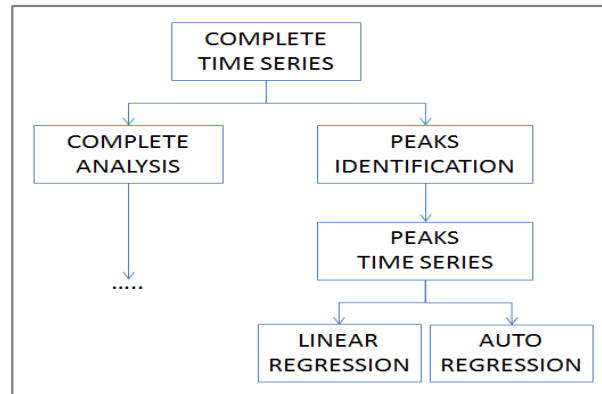 COMPLETE
TIME SERIES
COMPLETE
ANALYSIS
PEAKS
IDENTIFICATION
PEAKS
TIME SERIES
.....
LINEAR
REGRESSION
AUTO
REGRESSION